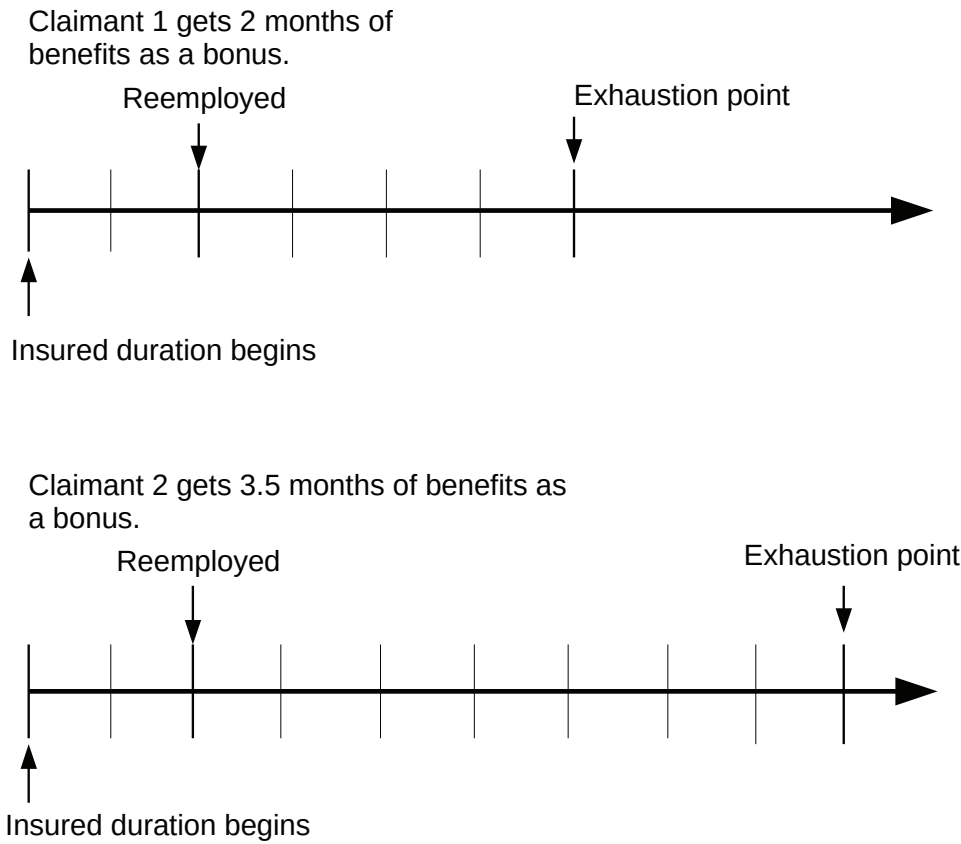 Claimant 1 gets 2 months of
benefits as a bonus.
Reemployed
Exhaustion point
Insured duration begins
Claimant 2 gets 3.5 months of benefits as
a bonus.
Reemployed
Exhaustion point
Insured duration begins